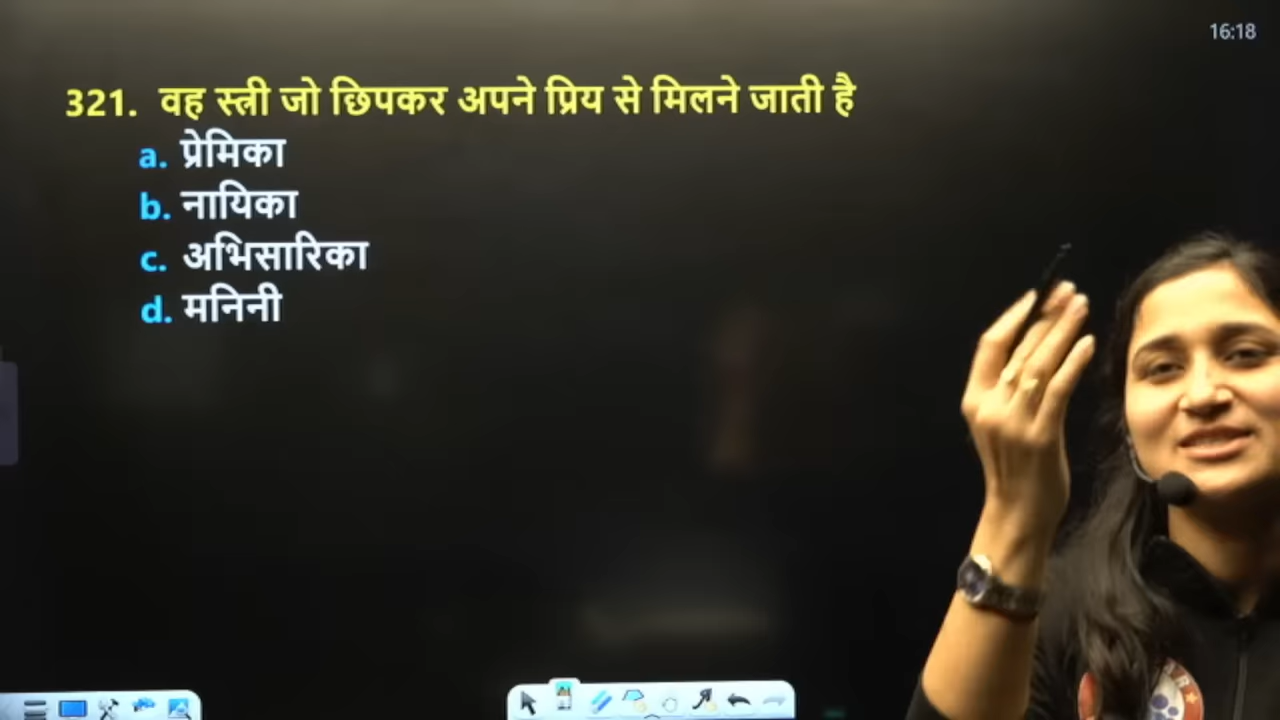 16:18
321. वह स्त्री जो छिपकर अपने प्रिय से मिलने जाती है
a. प्रेमिका
b. नायिका
c. अभिसारिका
d. मनिनी